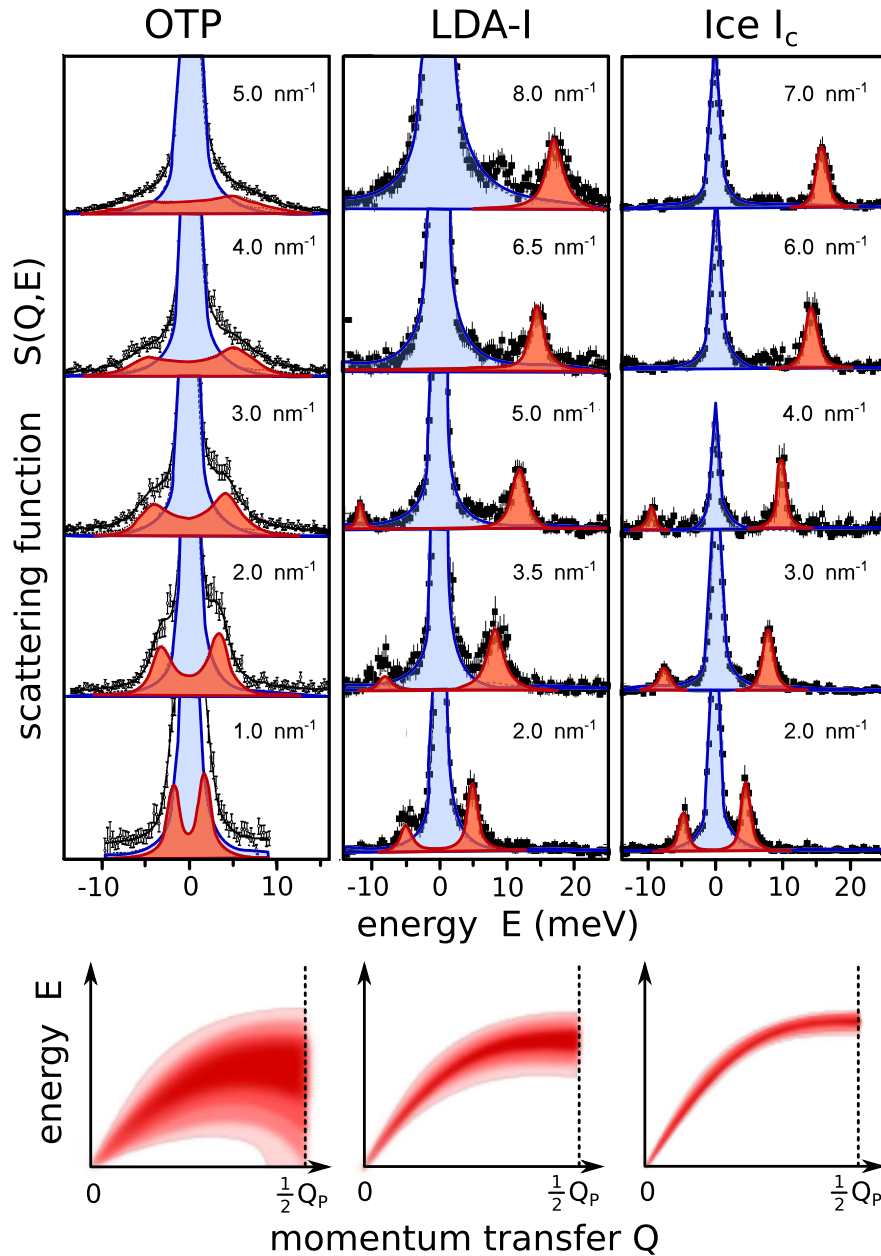 OTP LDA-I Ice I꜀
5.0 nm⁻¹ 8.0 nm⁻¹ 7.0 nm⁻¹
4.0 nm⁻¹ 6.5 nm⁻¹ 6.0 nm⁻¹
3.0 nm⁻¹ 5.0 nm⁻¹ 4.0 nm⁻¹
2.0 nm⁻¹ 3.5 nm⁻¹ 3.0 nm⁻¹
1.0 nm⁻¹ 2.0 nm⁻¹ 2.0 nm⁻¹
scattering function S(Q,E)
-10 0 10 -10 0 10 20 -10 0 10 20
energy E (meV)
energy E
0 ½Qₚ 0 ½Qₚ 0 ½Qₚ
momentum transfer Q